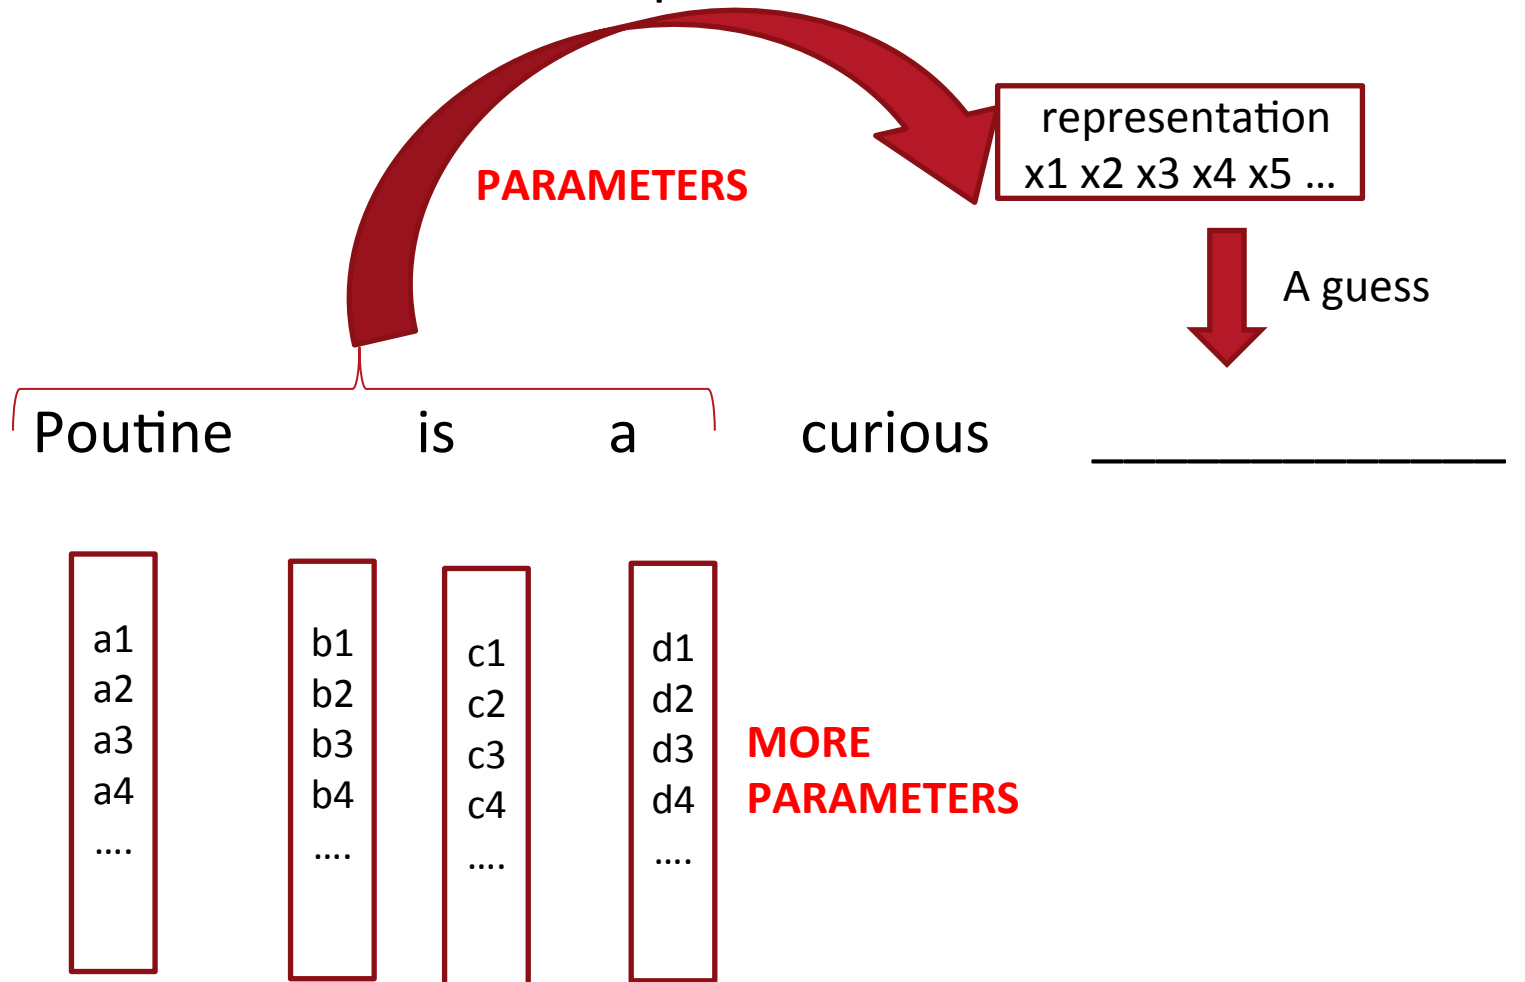 representation
x1 x2 x3 x4 x5 …
PARAMETERS
A guess
Poutine is a curious _____________
a1
a2
a3
a4
….
b1
b2
b3
b4
….
c1
c2
c3
c4
….
d1
d2
d3
d4
….
MORE
PARAMETERS